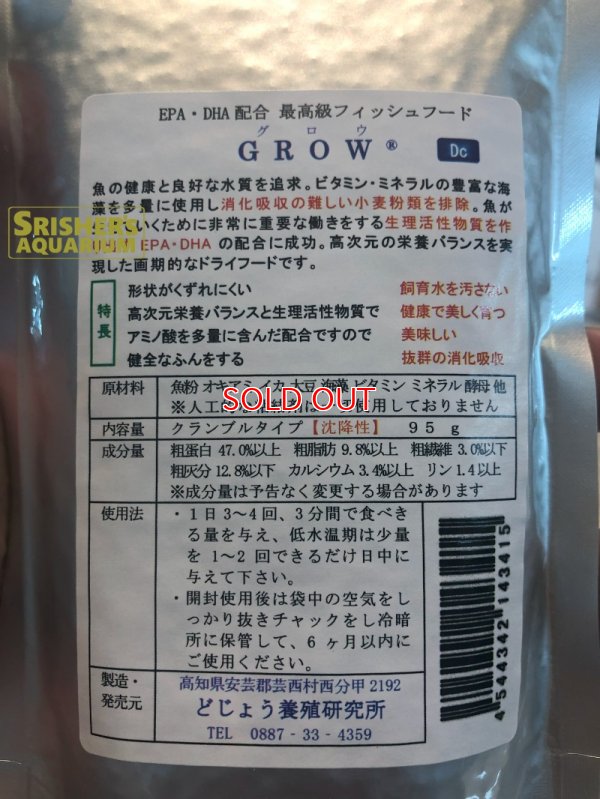 EPA・DHA配合 最高級フィッシュフード
グロウ
GROW® Dc
魚の健康と良好な水質を追求。ビタミン・ミネラルの豊富な海
藻を多量に使用し消化吸収の難しい小麦粉類を排除。魚が
いくために非常に重要な働きをする生理活性物質を作
EPA・DHA の配合に成功。高次元の栄養バランスを実
現した画期的なドライフードです。
SRISHER'S
AQUARIUM
特長
形状がくずれにくい 飼育水を汚さない
高次元栄養バランスと生理活性物質で 健康で美しく育つ
アミノ酸を多量に含んだ配合ですので 美味しい
健全なふんをする 抜群の消化吸収
原材料 魚粉 オキアミ イカ 大豆 海藻 ビタミン ミネラル 酵母 他
※人工 使用しておりません
SOLD OUT
内容量 クランブルタイプ【沈降性】 95g
成分量 粗蛋白 47.0%以上 粗脂肪 9.8%以上 粗繊維 3.0%以下
粗灰分 12.8%以下 カルシウム 3.4%以上 リン 1.4以上
※成分量は予告なく変更する場合があります
使用法 ・1日3〜4回、3分間で食べき
る量を与え、低水温期は少量
を 1〜2 回できるだけ日中に
与えて下さい。
・開封使用後は袋中の空気をし
っかり抜きチャックをし冷暗
所に保管して、6ヶ月以内に
ご使用ください。
4 544342 143415
製造・
発売元
高知県安芸郡芸西村西分甲2192
どじょう養殖研究所
TEL 0887-33-4359